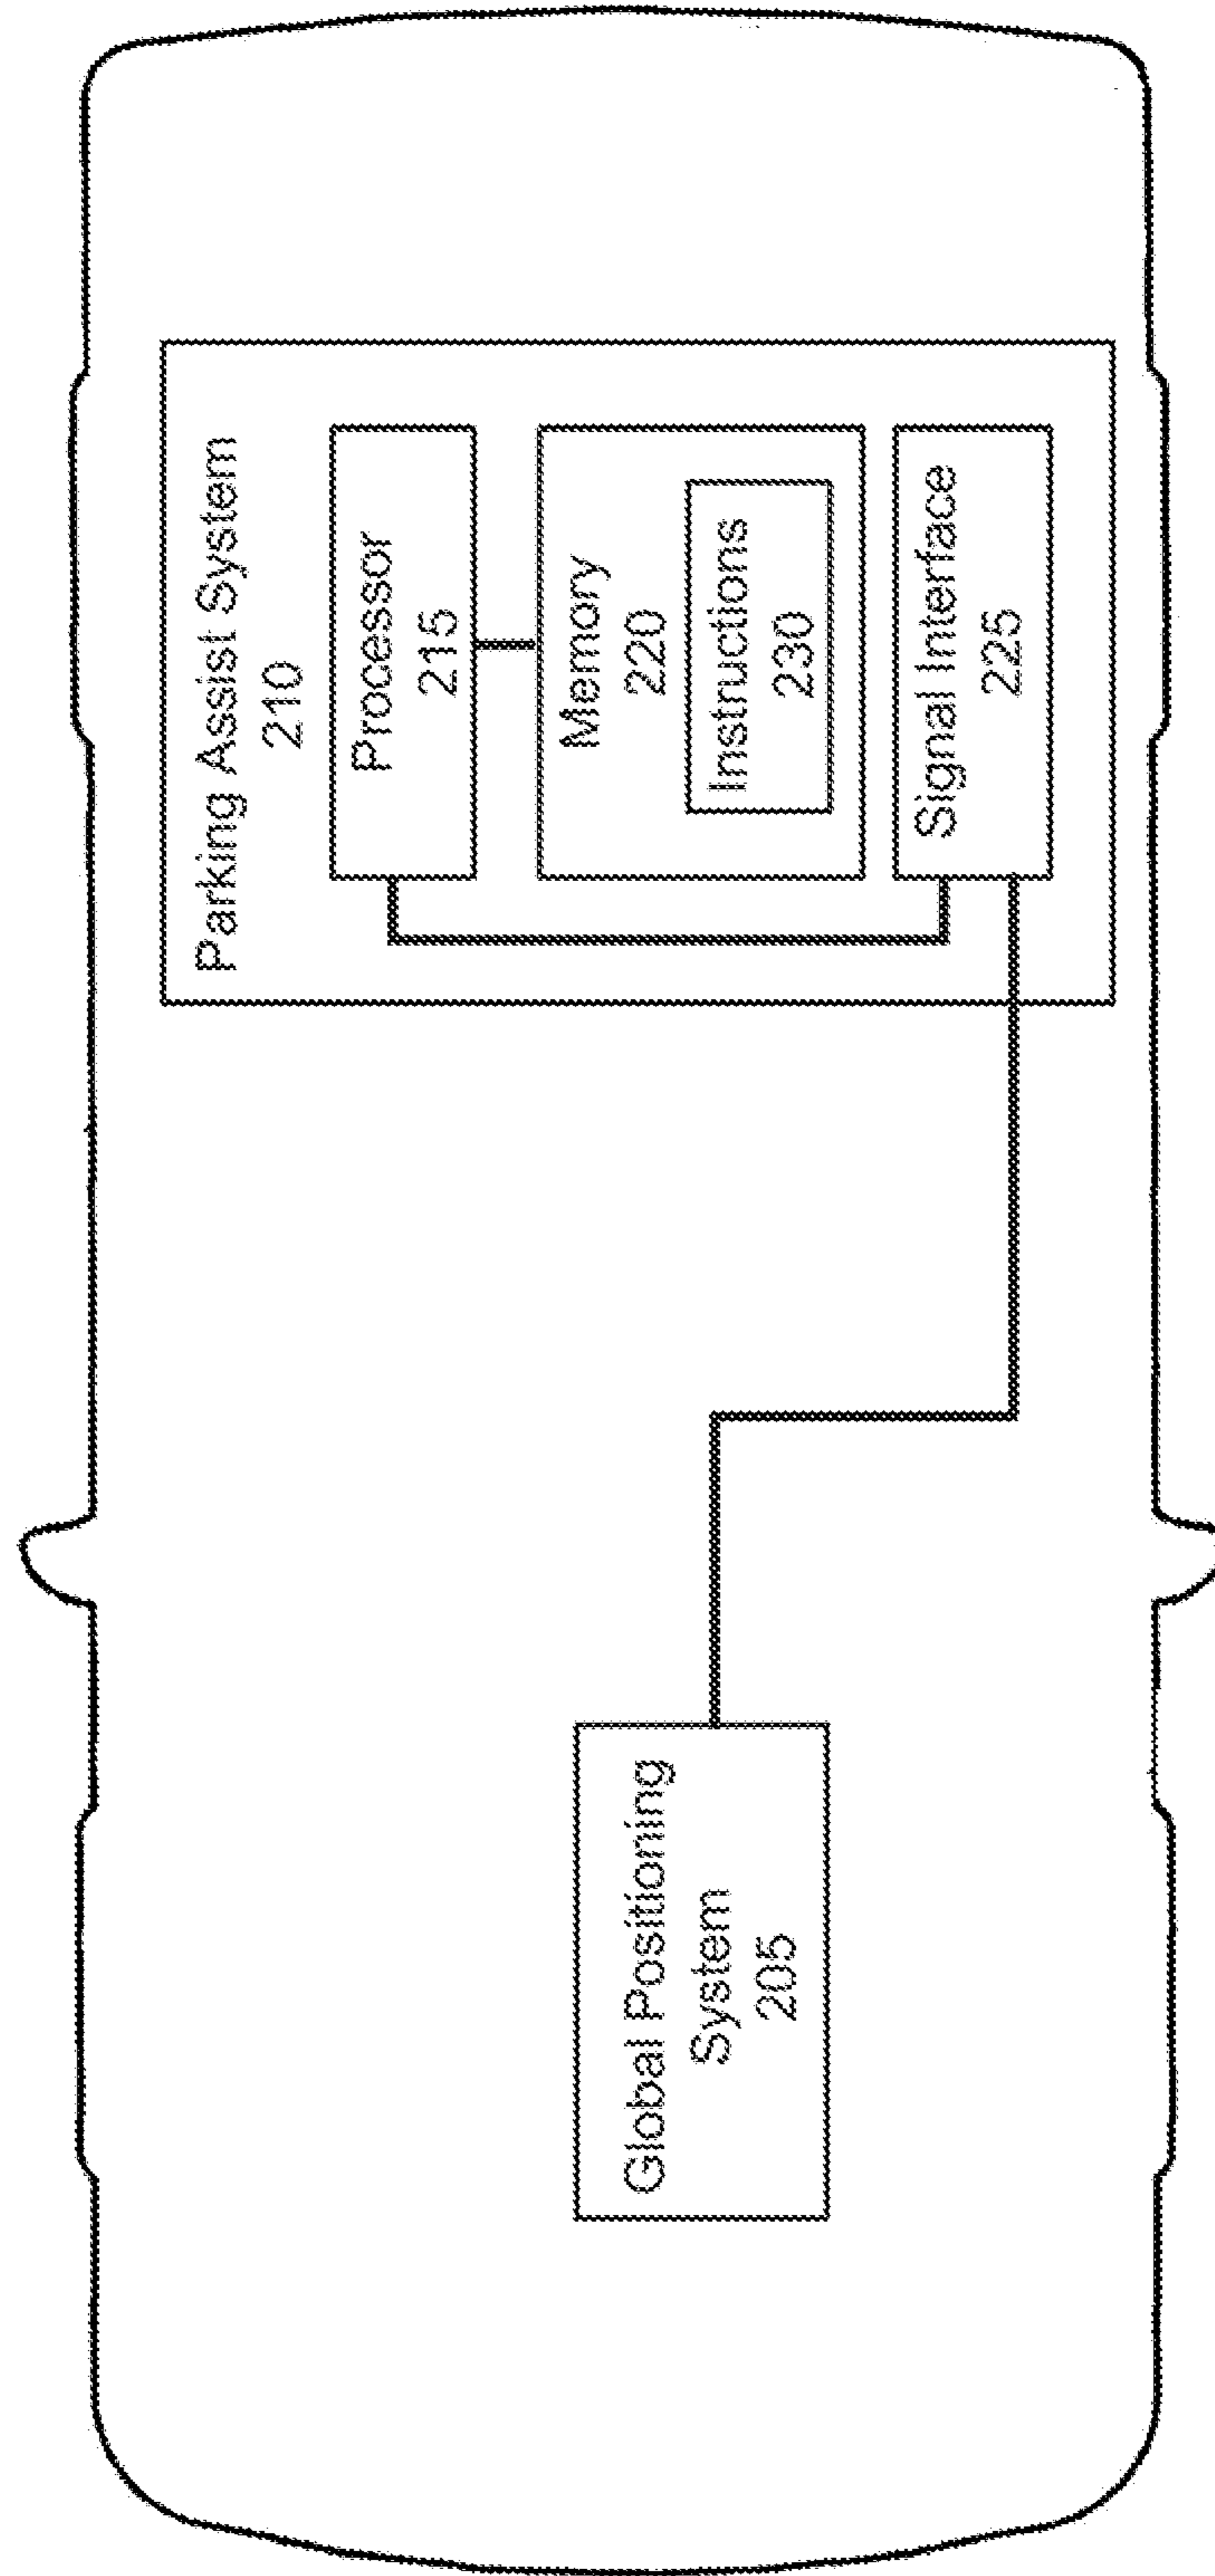 Parking Assist System
210
Processor
215
Memory
220
Instructions
230
Signal Interface
225
Global Positioning
System
205